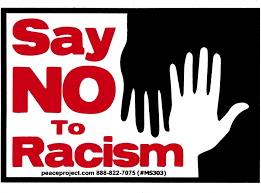 Say
NO
To
Racism
peaceproject.com 888-822-7075 (#MS303)